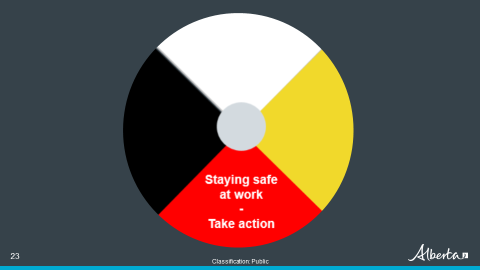 Staying safe
at work
-
Take action
23
Classification: Public
Alberta